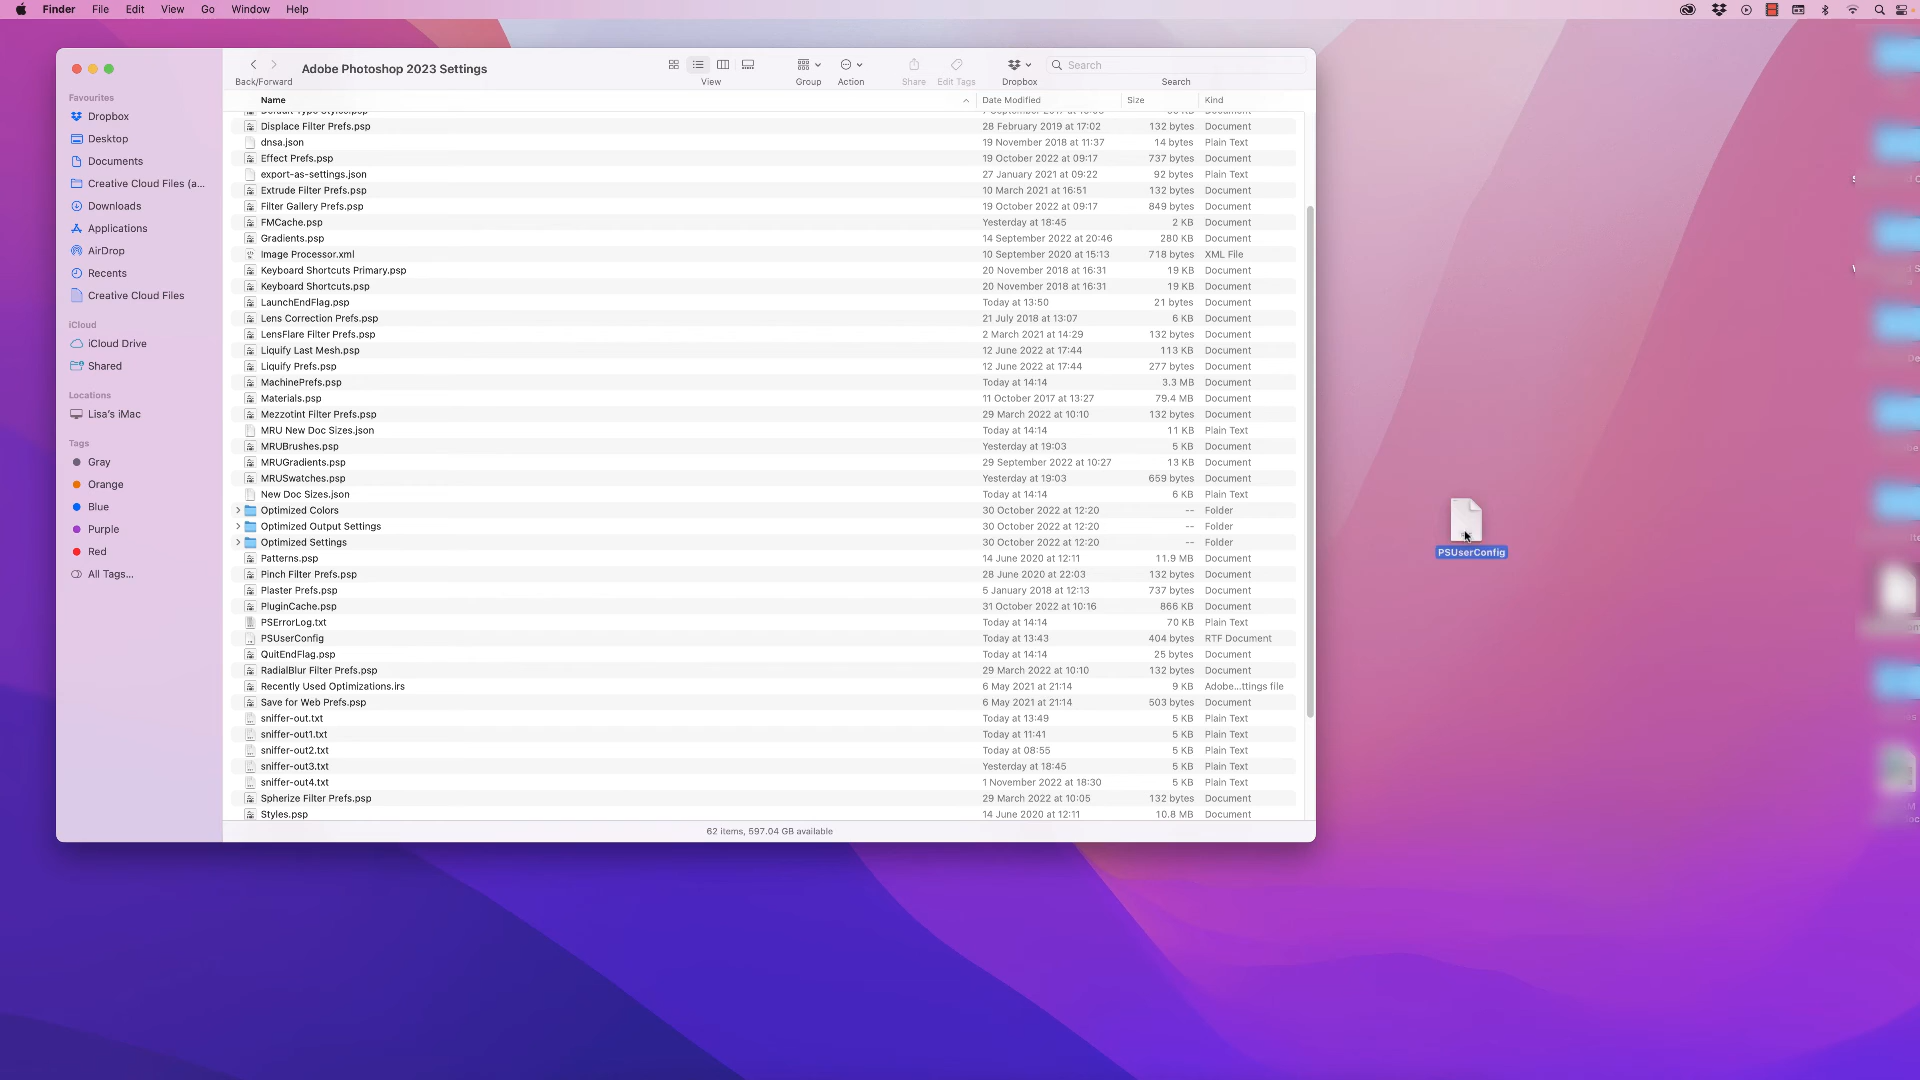 Finder File Edit View Go Window Help
Adobe Photoshop 2023 Settings
Back/Forward View Group Action Share Edit Tags Dropbox Search
Search
Favourites
Dropbox
Desktop
Documents
Creative Cloud Files (a...
Downloads
Applications
AirDrop
Recents
Creative Cloud Files
iCloud
iCloud Drive
Shared
Locations
Lisa's iMac
Tags
Gray
Orange
Blue
Purple
Red
All Tags...
Name Date Modified Size Kind
Displace Filter Prefs.psp 28 February 2019 at 17:02 132 bytes Document
dnsa.json 19 November 2018 at 11:37 14 bytes Plain Text
Effect Prefs.psp 19 October 2022 at 09:17 737 bytes Document
export-as-settings.json 27 January 2021 at 09:22 92 bytes Plain Text
Extrude Filter Prefs.psp 10 March 2021 at 16:51 132 bytes Document
Filter Gallery Prefs.psp 19 October 2022 at 09:17 849 bytes Document
FMCache.psp Yesterday at 18:45 2 KB Document
Gradients.psp 14 September 2022 at 20:46 280 KB Document
Image Processor.xml 10 September 2020 at 15:13 718 bytes XML File
Keyboard Shortcuts Primary.psp 20 November 2018 at 16:31 19 KB Document
Keyboard Shortcuts.psp 20 November 2018 at 16:31 19 KB Document
LaunchEndFlag.psp Today at 13:50 21 bytes Document
Lens Correction Prefs.psp 21 July 2018 at 13:07 6 KB Document
LensFlare Filter Prefs.psp 2 March 2021 at 14:29 132 bytes Document
Liquify Last Mesh.psp 12 June 2022 at 17:44 113 KB Document
Liquify Prefs.psp 12 June 2022 at 17:44 277 bytes Document
MachinePrefs.psp Today at 14:14 3.3 MB Document
Materials.psp 11 October 2017 at 13:27 79.4 MB Document
Mezzotint Filter Prefs.psp 29 March 2022 at 10:10 132 bytes Document
MRU New Doc Sizes.json Today at 14:14 11 KB Plain Text
MRUBrushes.psp Yesterday at 19:03 5 KB Document
MRUGradients.psp 29 September 2022 at 10:27 13 KB Document
MRUSwatches.psp Yesterday at 19:03 659 bytes Document
New Doc Sizes.json Today at 14:14 6 KB Plain Text
Optimized Colors 30 October 2022 at 12:20 -- Folder
Optimized Output Settings 30 October 2022 at 12:20 -- Folder
Optimized Settings 30 October 2022 at 12:20 -- Folder
Patterns.psp 14 June 2020 at 12:11 11.9 MB Document
Pinch Filter Prefs.psp 28 June 2020 at 22:03 132 bytes Document
Plaster Prefs.psp 5 January 2018 at 12:13 737 bytes Document
PluginCache.psp 31 October 2022 at 10:16 866 KB Document
PSErrorLog.txt Today at 14:14 70 KB Plain Text
PSUserConfig Today at 13:43 404 bytes RTF Document
QuitEndFlag.psp Today at 14:14 25 bytes Document
RadialBlur Filter Prefs.psp 29 March 2022 at 10:10 132 bytes Document
Recently Used Optimizations.irs 6 May 2021 at 21:14 9 KB Adobe...ttings file
Save for Web Prefs.psp 6 May 2021 at 21:14 503 bytes Document
sniffer-out.txt Today at 13:49 5 KB Plain Text
sniffer-out1.txt Today at 11:41 5 KB Plain Text
sniffer-out2.txt Today at 08:55 5 KB Plain Text
sniffer-out3.txt Yesterday at 18:45 5 KB Plain Text
sniffer-out4.txt 1 November 2022 at 18:30 5 KB Plain Text
Spherize Filter Prefs.psp 29 March 2022 at 10:05 132 bytes Document
Styles.psp 14 June 2020 at 12:11 10.8 MB Document
62 items, 597.04 GB available
PSUserConfig